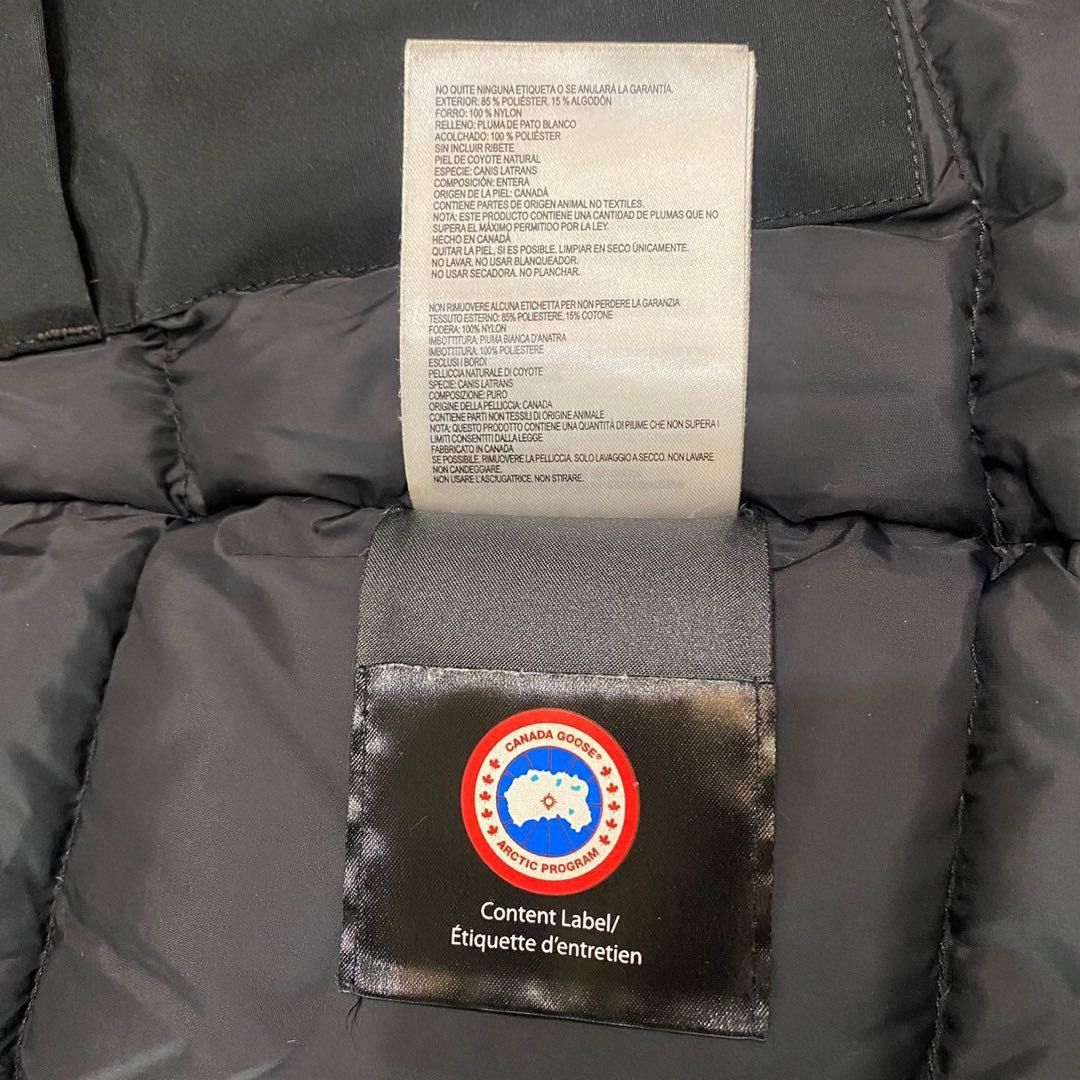 NO QUITE NINGUNA ETIQUETA O SE ANULARÁ LA GARANTÍA.
EXTERIOR: 85 % POLIÉSTER, 15 % ALGODÓN
FORRO: 100 % NYLON
RELLENO: PLUMA DE PATO BLANCO
ACOLCHADO: 100 % POLIÉSTER
SIN INCLUIR RIBETE
PIEL DE COYOTE NATURAL
ESPECIE: CANIS LATRANS
COMPOSICIÓN: ENTERA
ORIGEN DE LA PIEL: CANADÁ
CONTIENE PARTES DE ORIGEN ANIMAL NO TEXTILES.
NOTA: ESTE PRODUCTO CONTIENE UNA CANTIDAD DE PLUMAS QUE NO
SUPERA EL MÁXIMO PERMITIDO POR LA LEY.
HECHO EN CANADÁ
QUITAR LA PIEL, SI ES POSIBLE. LIMPIAR EN SECO ÚNICAMENTE.
NO LAVAR. NO USAR BLANQUEADOR.
NO USAR SECADORA. NO PLANCHAR.
NON RIMUOVERE ALCUNA ETICHETTA PER NON PERDERE LA GARANZIA
TESSUTO ESTERNO: 85% POLIESTERE, 15% COTONE
FODERA: 100% NYLON
IMBOTTITURA: PIUMA BIANCA D'ANATRA
IMBOTTITURA: 100% POLIESTERE
ESCLUSI I BORDI
PELLICCIA NATURALE DI COYOTE
SPECIE: CANIS LATRANS
COMPOSIZIONE: PURO
ORIGINE DELLA PELLICCIA: CANADA
CONTIENE PARTI NON TESSILI DI ORIGINE ANIMALE
NOTA: QUESTO PRODOTTO CONTIENE UNA QUANTITÀ DI PIUME CHE NON SUPERA I
LIMITI CONSENTITI DALLA LEGGE
FABBRICATO IN CANADA
SE POSSIBILE, RIMUOVERE LA PELLICCIA. SOLO LAVAGGIO A SECCO. NON LAVARE
NON CANDEGGIARE.
NON USARE L'ASCIUGATRICE. NON STIRARE.
CANADA GOOSE®
ARCTIC PROGRAM
Content Label/
Étiquette d'entretien